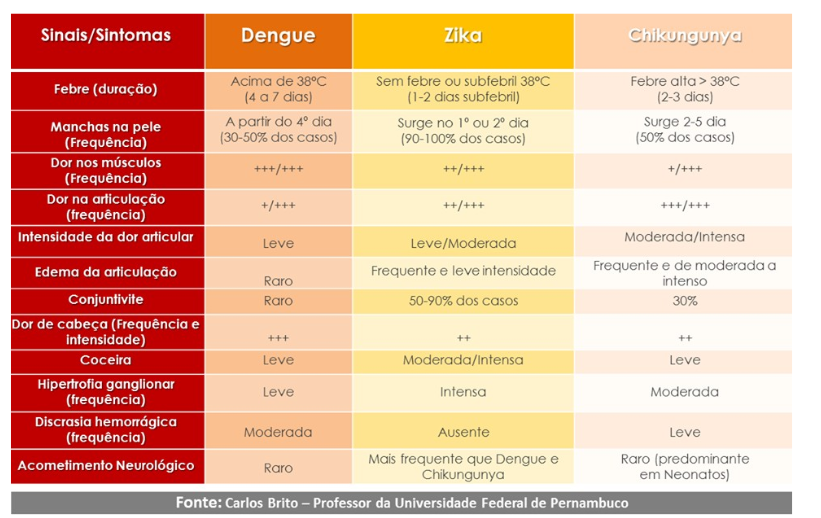 Sinais/Sintomas Dengue Zika Chikungunya
Febre (duração)
Acima de 38ºC
(4 a 7 dias)
Sem febre ou subfebril 38ºC
(1-2 dias subfebril)
Febre alta > 38ºC
(2-3 dias)
Manchas na pele
(Frequência)
A partir do 4º dia
(30-50% dos casos)
Surge no 1º ou 2º dia
(90-100% dos casos)
Surge 2-5 dia
(50% dos casos)
Dor nos músculos
(Frequência)
+++/+++
++/+++
+/+++
Dor na articulação
(frequência)
+/+++
++/+++
+++/+++
Intensidade da dor articular
Leve
Leve/Moderada
Moderada/Intensa
Edema da articulação
Raro
Frequente e leve intensidade
Frequente e de moderada a
intenso
Conjuntivite
Raro
50-90% dos casos
30%
Dor de cabeça (Frequência e
intensidade)
+++
++
++
Coceira
Leve
Moderada/Intensa
Leve
Hipertrofia ganglionar
(frequência)
Leve
Intensa
Moderada
Discrasia hemorrágica
(frequência)
Moderada
Ausente
Leve
Acometimento Neurológico
Raro
Mais frequente que Dengue e
Chikungunya
Raro (predominante
em Neonatos)
Fonte: Carlos Brito – Professor da Universidade Federal de Pernambuco